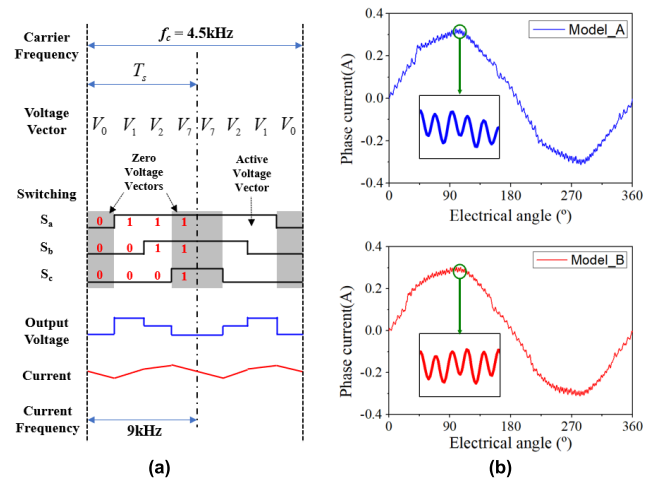 Carrier
Frequency
f_c = 4.5kHz
T_s
Voltage
Vector
V_0 V_1 V_2 V_7 V_7 V_2 V_1 V_0
Switching
Zero
Voltage
Vectors
Active
Voltage
Vector
S_a 0 1 1 1
S_b 0 0 1 1
S_c 0 0 0 1
Output
Voltage
Current
Current
Frequency
9kHz
(a)
Phase current(A)
0.4
0.2
0.0
-0.2
-0.4
Model_A
0 90 180 270 360
Electrical angle (º)
Phase current(A)
0.4
0.2
0.0
-0.2
-0.4
Model_B
0 90 180 270 360
Electrical angle (º)
(b)